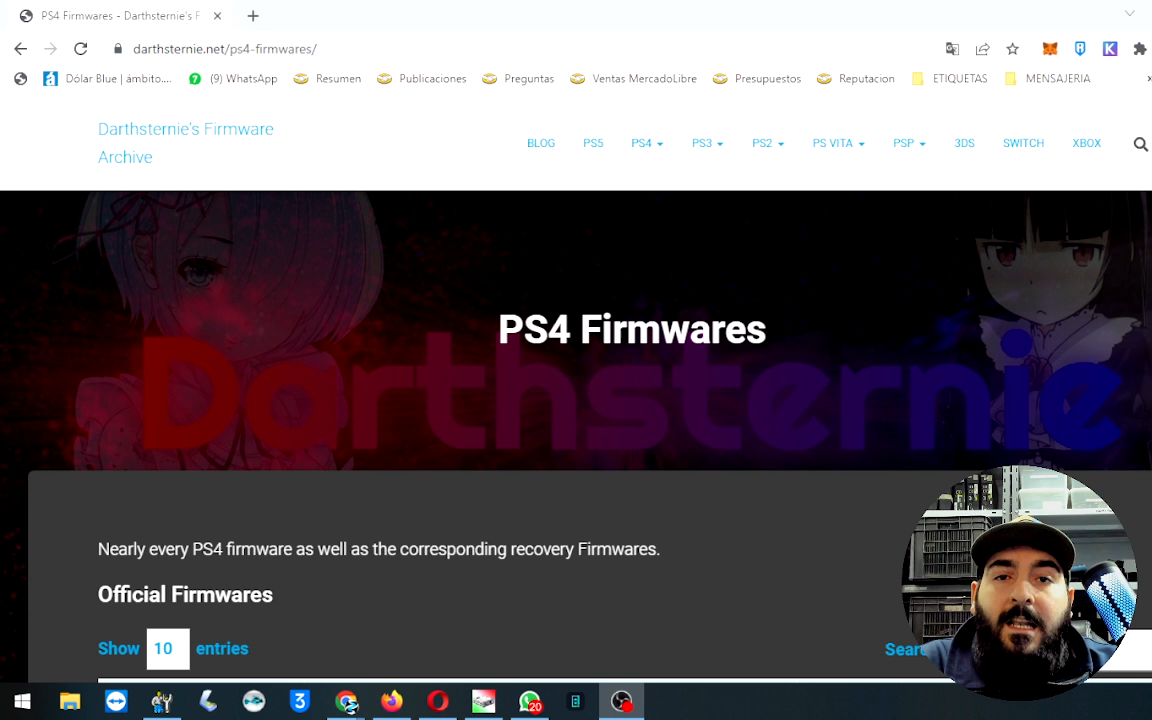 PS4 Firmwares - Darthsternie's F
darthsternie.net/ps4-firmwares/
Dólar Blue | ámbito.... (9) WhatsApp Resumen Publicaciones Preguntas Ventas MercadoLibre Presupuestos Reputacion ETIQUETAS MENSAJERIA
Darthsternie's Firmware
Archive
BLOG PS5 PS4 PS3 PS2 PS VITA PSP 3DS SWITCH XBOX
PS4 Firmwares
Darthsternie
Nearly every PS4 firmware as well as the corresponding recovery Firmwares.
Official Firmwares
Show 10 entries
20